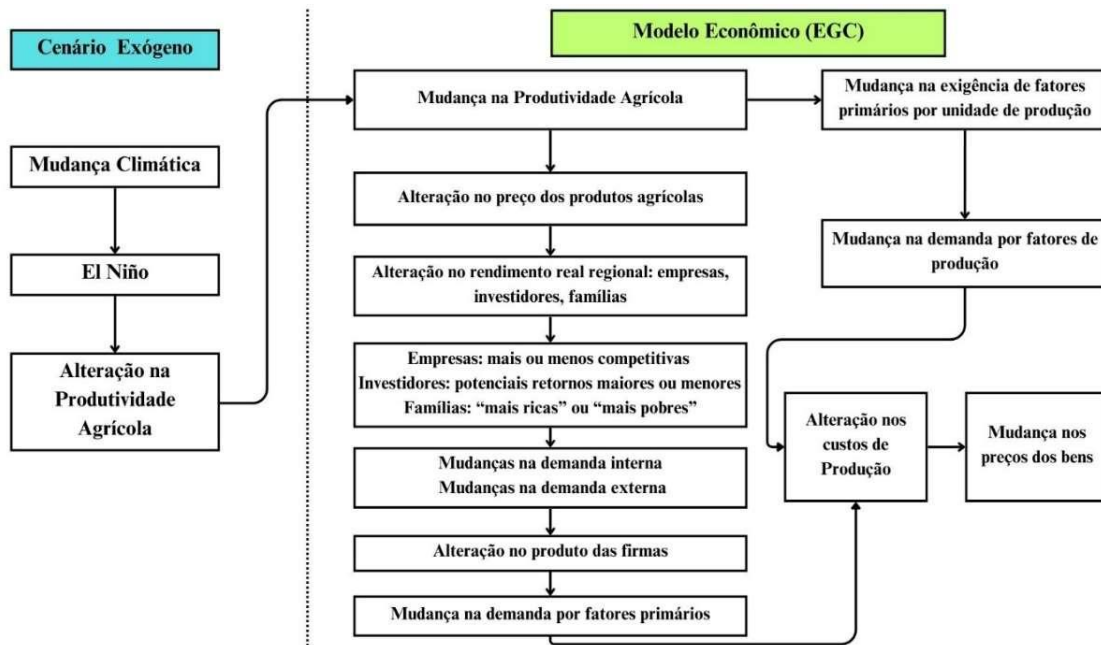 Cenário Exógeno
Mudança Climática
El Niño
Alteração na
Produtividade
Agrícola
Modelo Econômico (EGC)
Mudança na Produtividade Agrícola
Alteração no preço dos produtos agrícolas
Alteração no rendimento real regional: empresas,
investidores, famílias
Empresas: mais ou menos competitivas
Investidores: potenciais retornos maiores ou menores
Famílias: “mais ricas” ou “mais pobres”
Mudanças na demanda interna
Mudanças na demanda externa
Alteração no produto das firmas
Mudança na demanda por fatores primários
Mudança na exigência de fatores
primários por unidade de produção
Mudança na demanda por fatores de
produção
Alteração nos
custos de
Produção
Mudança nos
preços dos bens